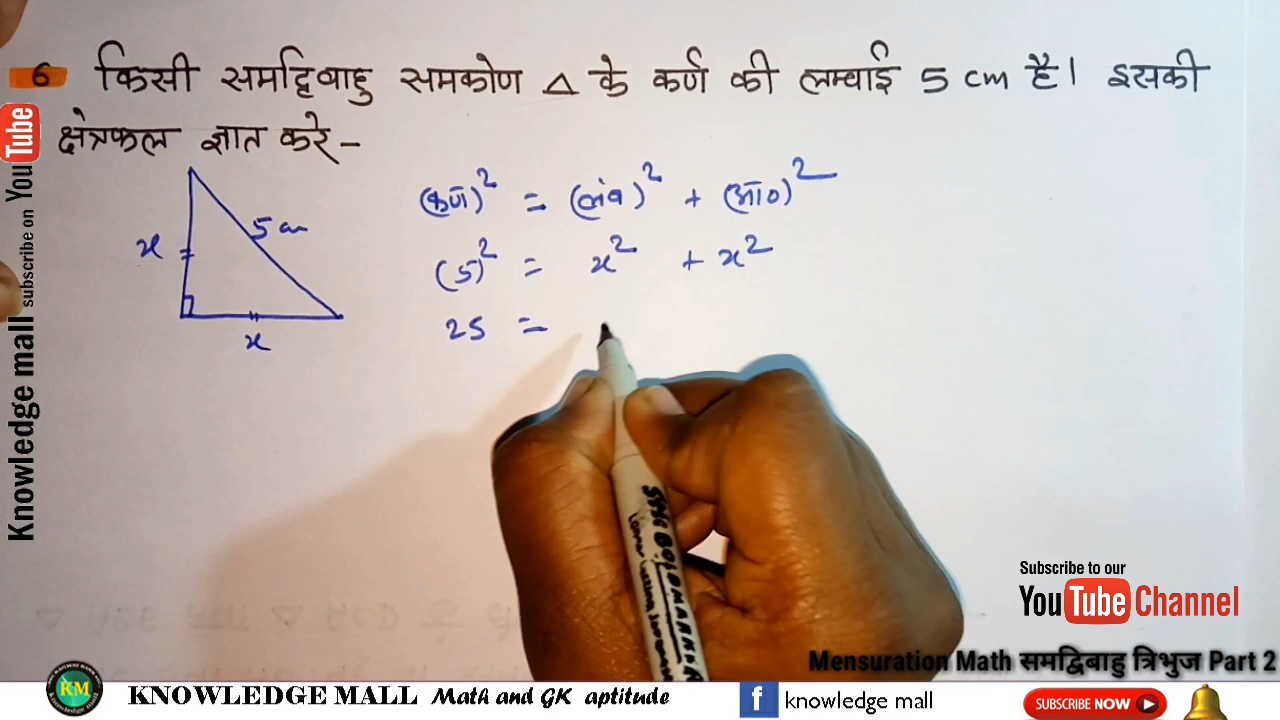 6 किसी समद्विबाहु समकोण △ के कर्ण की लम्बाई 5 cm है। इसकी
क्षेत्रफल ज्ञात करे –
(कर्ण)² = (लंब)² + (आ०)²
(5)² = x² + x²
25 =
x
5 cm
x
Knowledge mall subscribe on YouTube
Subscribe to our
YouTube Channel
Mensuration Math समद्विबाहु त्रिभुज Part 2
KM
KNOWLEDGE MALL Math and GK aptitude
f knowledge mall
SUBSCRIBE NOW